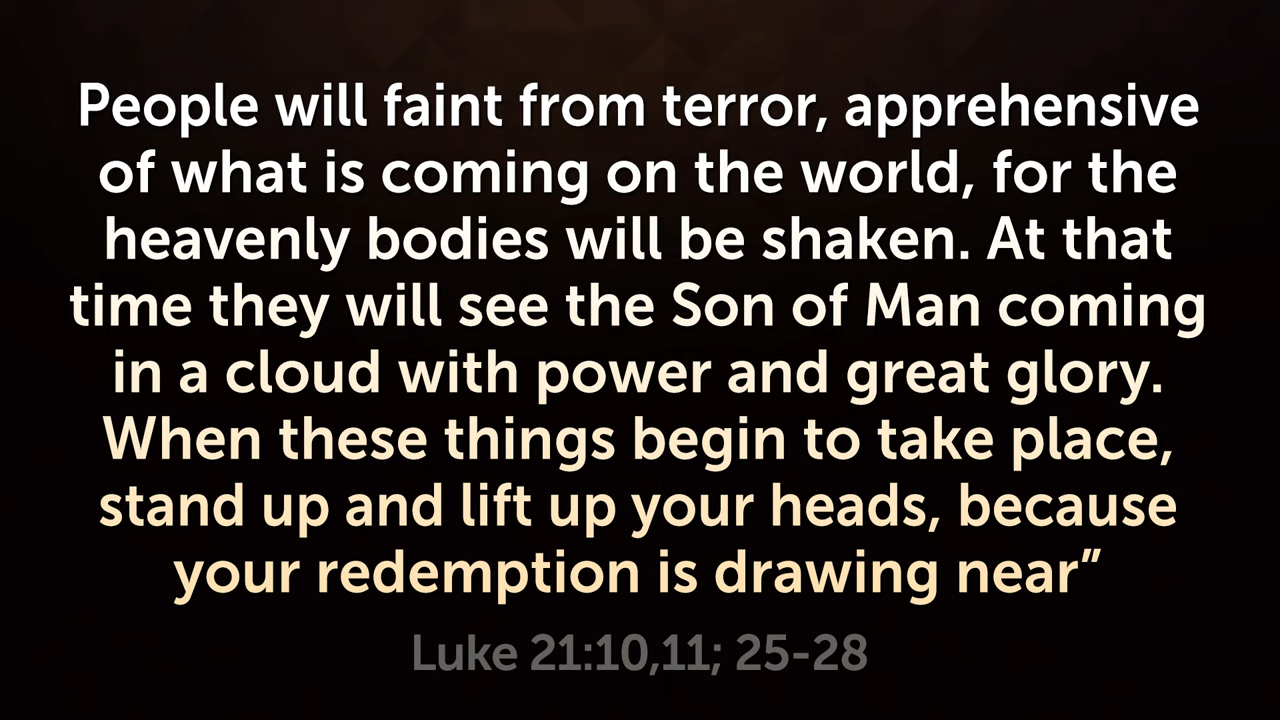 People will faint from terror, apprehensive
of what is coming on the world, for the
heavenly bodies will be shaken. At that
time they will see the Son of Man coming
in a cloud with power and great glory.
When these things begin to take place,
stand up and lift up your heads, because
your redemption is drawing near”
Luke 21:10,11; 25-28